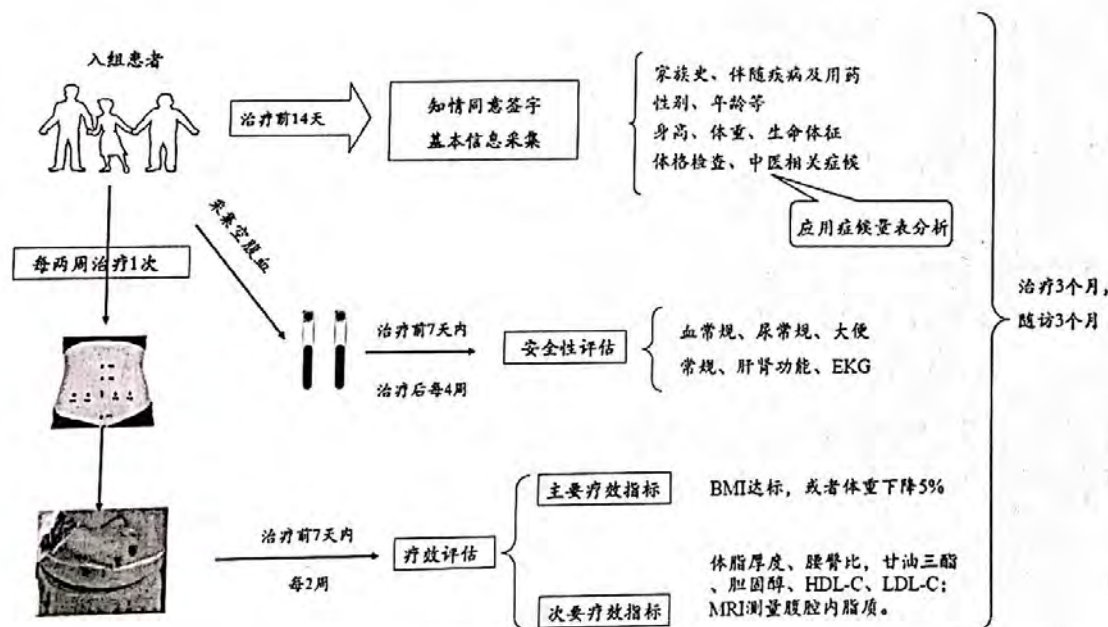 入组患者
治疗前14天
知情同意签字
基本信息采集
家族史、伴随疾病及用药
性别、年龄等
身高、体重、生命体征
体格检查、中医相关症候
应用症候量表分析
采集空腹血
每两周治疗1次
治疗前7天内
治疗后每4周
安全性评估
血常规、尿常规、大便
常规、肝肾功能、EKG
治疗3个月，
随访3个月
治疗前7天内
每2周
疗效评估
主要疗效指标
BMI达标，或者体重下降5%
次要疗效指标
体脂厚度、腰臀比，甘油三酯
、胆固醇、HDL-C、LDL-C；
MRI测量腹腔内脂质。